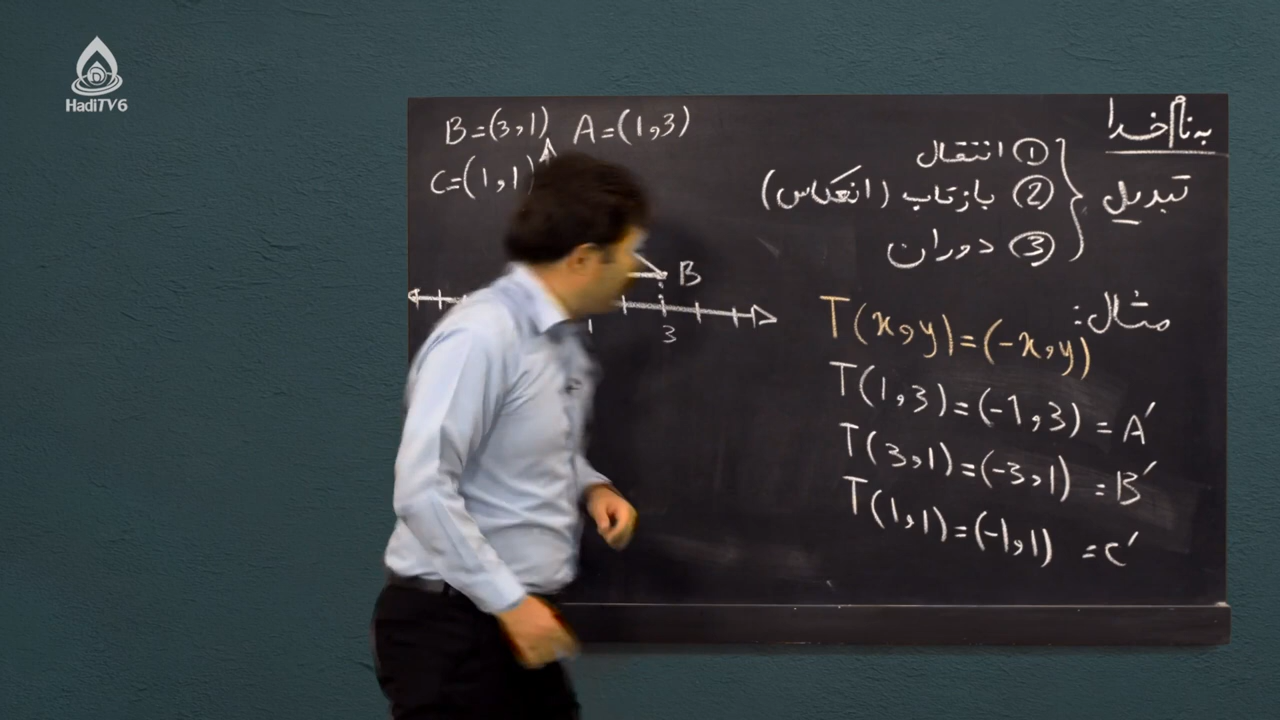 HadiTV6
به نام خدا
تبدیل
① انتقال
② بازتاب (انعکاس)
③ دوران
B=(3,1) A=(1,3)
C=(1,1)
B
1 3
مثال:
T(x,y)=(-x,y)
T(1,3)=(-1,3)=A′
T(3,1)=(-3,1)=B′
T(1,1)=(-1,1)=C′